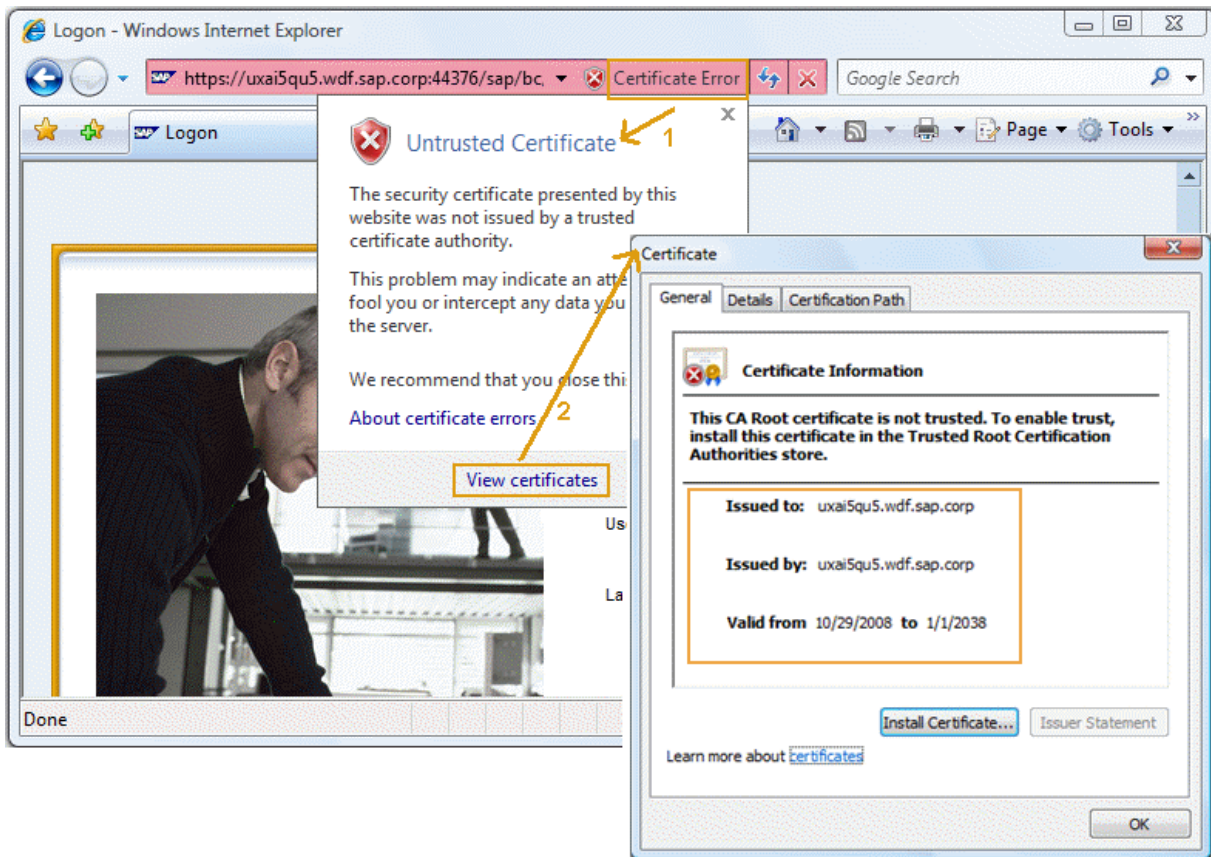 Logon - Windows Internet Explorer
SAP https://uxai5qu5.wdf.sap.corp:44376/sap/bc, Certificate Error Google Search
SAP Logon Page Tools »
Untrusted Certificate 1
The security certificate presented by this
website was not issued by a trusted
certificate authority.
This problem may indicate an atte
fool you or intercept any data you
the server.
We recommend that you close thi
About certificate errors 2
View certificates
Us
La
Done
Certificate
General Details Certification Path
Certificate Information
This CA Root certificate is not trusted. To enable trust,
install this certificate in the Trusted Root Certification
Authorities store.
Issued to: uxai5qu5.wdf.sap.corp
Issued by: uxai5qu5.wdf.sap.corp
Valid from 10/29/2008 to 1/1/2038
Install Certificate... Issuer Statement
Learn more about certificates
OK